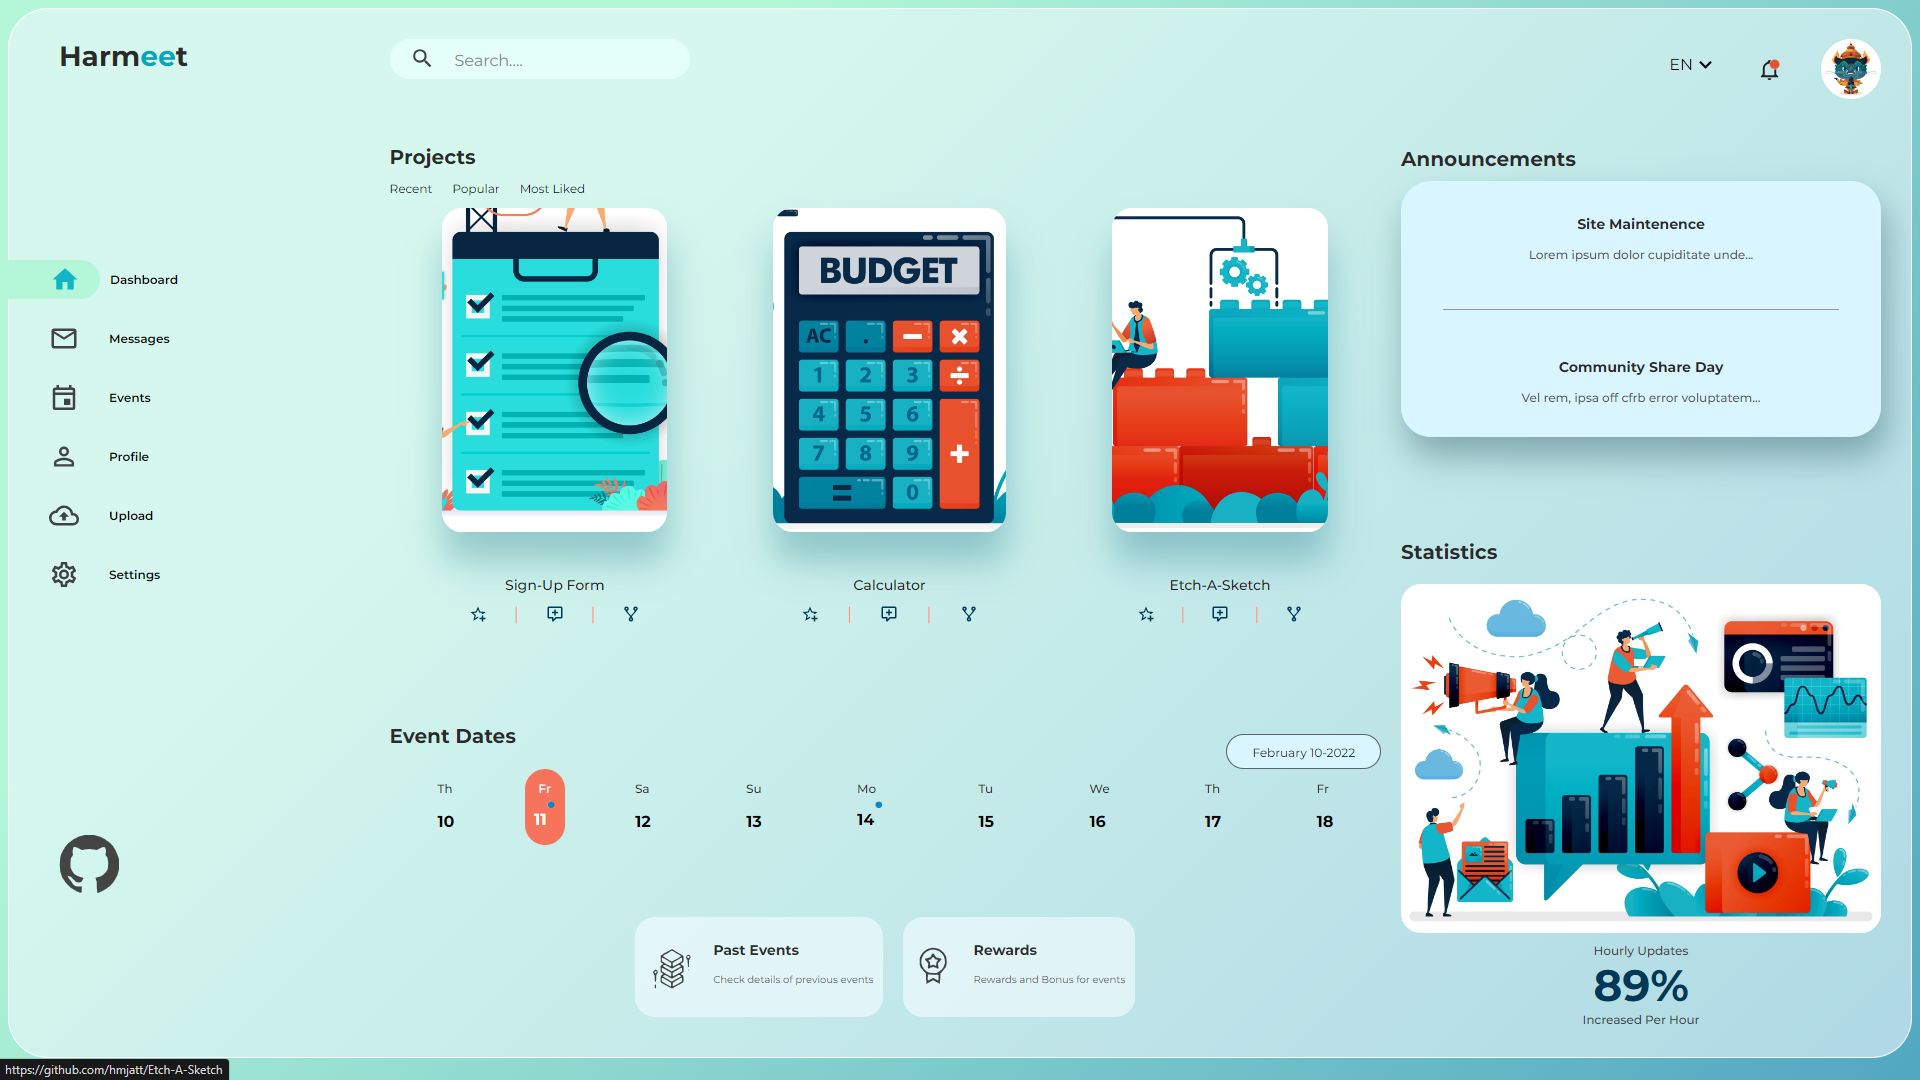 Harmeet
Search....
EN
Dashboard
Messages
Events
Profile
Upload
Settings
Projects
Recent Popular Most Liked
BUDGET
AC . − ×
1 2 3 ÷
4 5 6
7 8 9 +
= 0
Sign-Up Form
Calculator
Etch-A-Sketch
Event Dates
February 10-2022
Th Fr Sa Su Mo Tu We Th Fr
10 11 12 13 14 15 16 17 18
Past Events
Check details of previous events
Rewards
Rewards and Bonus for events
Announcements
Site Maintenence
Lorem ipsum dolor cupiditate unde...
Community Share Day
Vel rem, ipsa off cfrb error voluptatem...
Statistics
Hourly Updates
89%
Increased Per Hour
https://github.com/hmjatt/Etch-A-Sketch